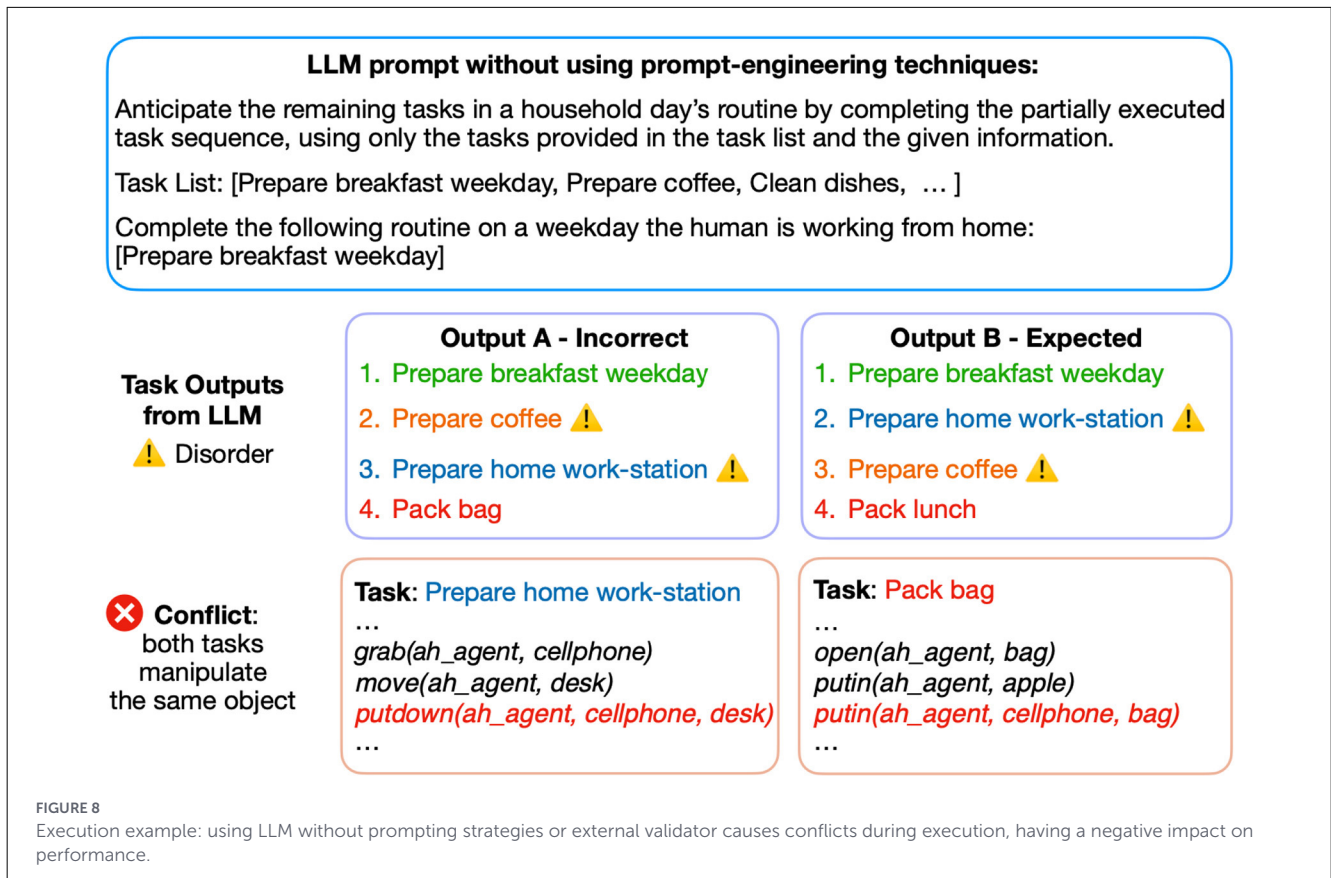 LLM prompt without using prompt-engineering techniques:
Anticipate the remaining tasks in a household day's routine by completing the partially executed
task sequence, using only the tasks provided in the task list and the given information.
Task List: [Prepare breakfast weekday, Prepare coffee, Clean dishes, … ]
Complete the following routine on a weekday the human is working from home:
[Prepare breakfast weekday]
Task Outputs
from LLM
Disorder
Output A - Incorrect
1. Prepare breakfast weekday
2. Prepare coffee
3. Prepare home work-station
4. Pack bag
Output B - Expected
1. Prepare breakfast weekday
2. Prepare home work-station
3. Prepare coffee
4. Pack lunch
Conflict:
both tasks
manipulate
the same object
Task: Prepare home work-station
…
grab(ah_agent, cellphone)
move(ah_agent, desk)
putdown(ah_agent, cellphone, desk)
…
Task: Pack bag
…
open(ah_agent, bag)
putin(ah_agent, apple)
putin(ah_agent, cellphone, bag)
…
FIGURE 8
Execution example: using LLM without prompting strategies or external validator causes conflicts during execution, having a negative impact on
performance.